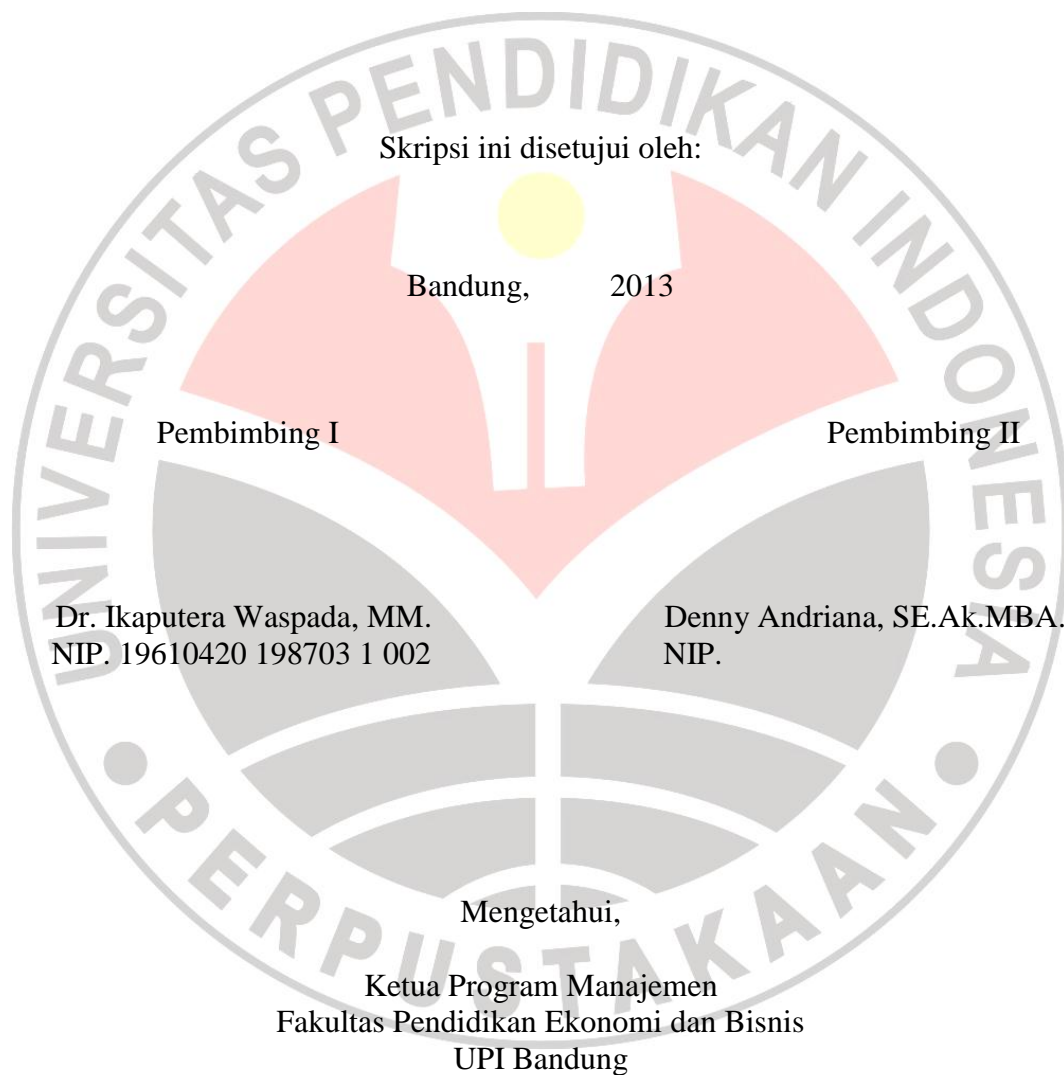 UNIVERSITAS PENDIDIKAN INDONESIA
Skripsi ini disetujui oleh:
Bandung, 2013
Pembimbing I Pembimbing II
Dr. Ikaputera Waspada, MM. Denny Andriana, SE.Ak.MBA.
NIP. 19610420 198703 1 002 NIP.
Mengetahui,
Ketua Program Manajemen
Fakultas Pendidikan Ekonomi dan Bisnis
UPI Bandung
PERPUSTAKAAN